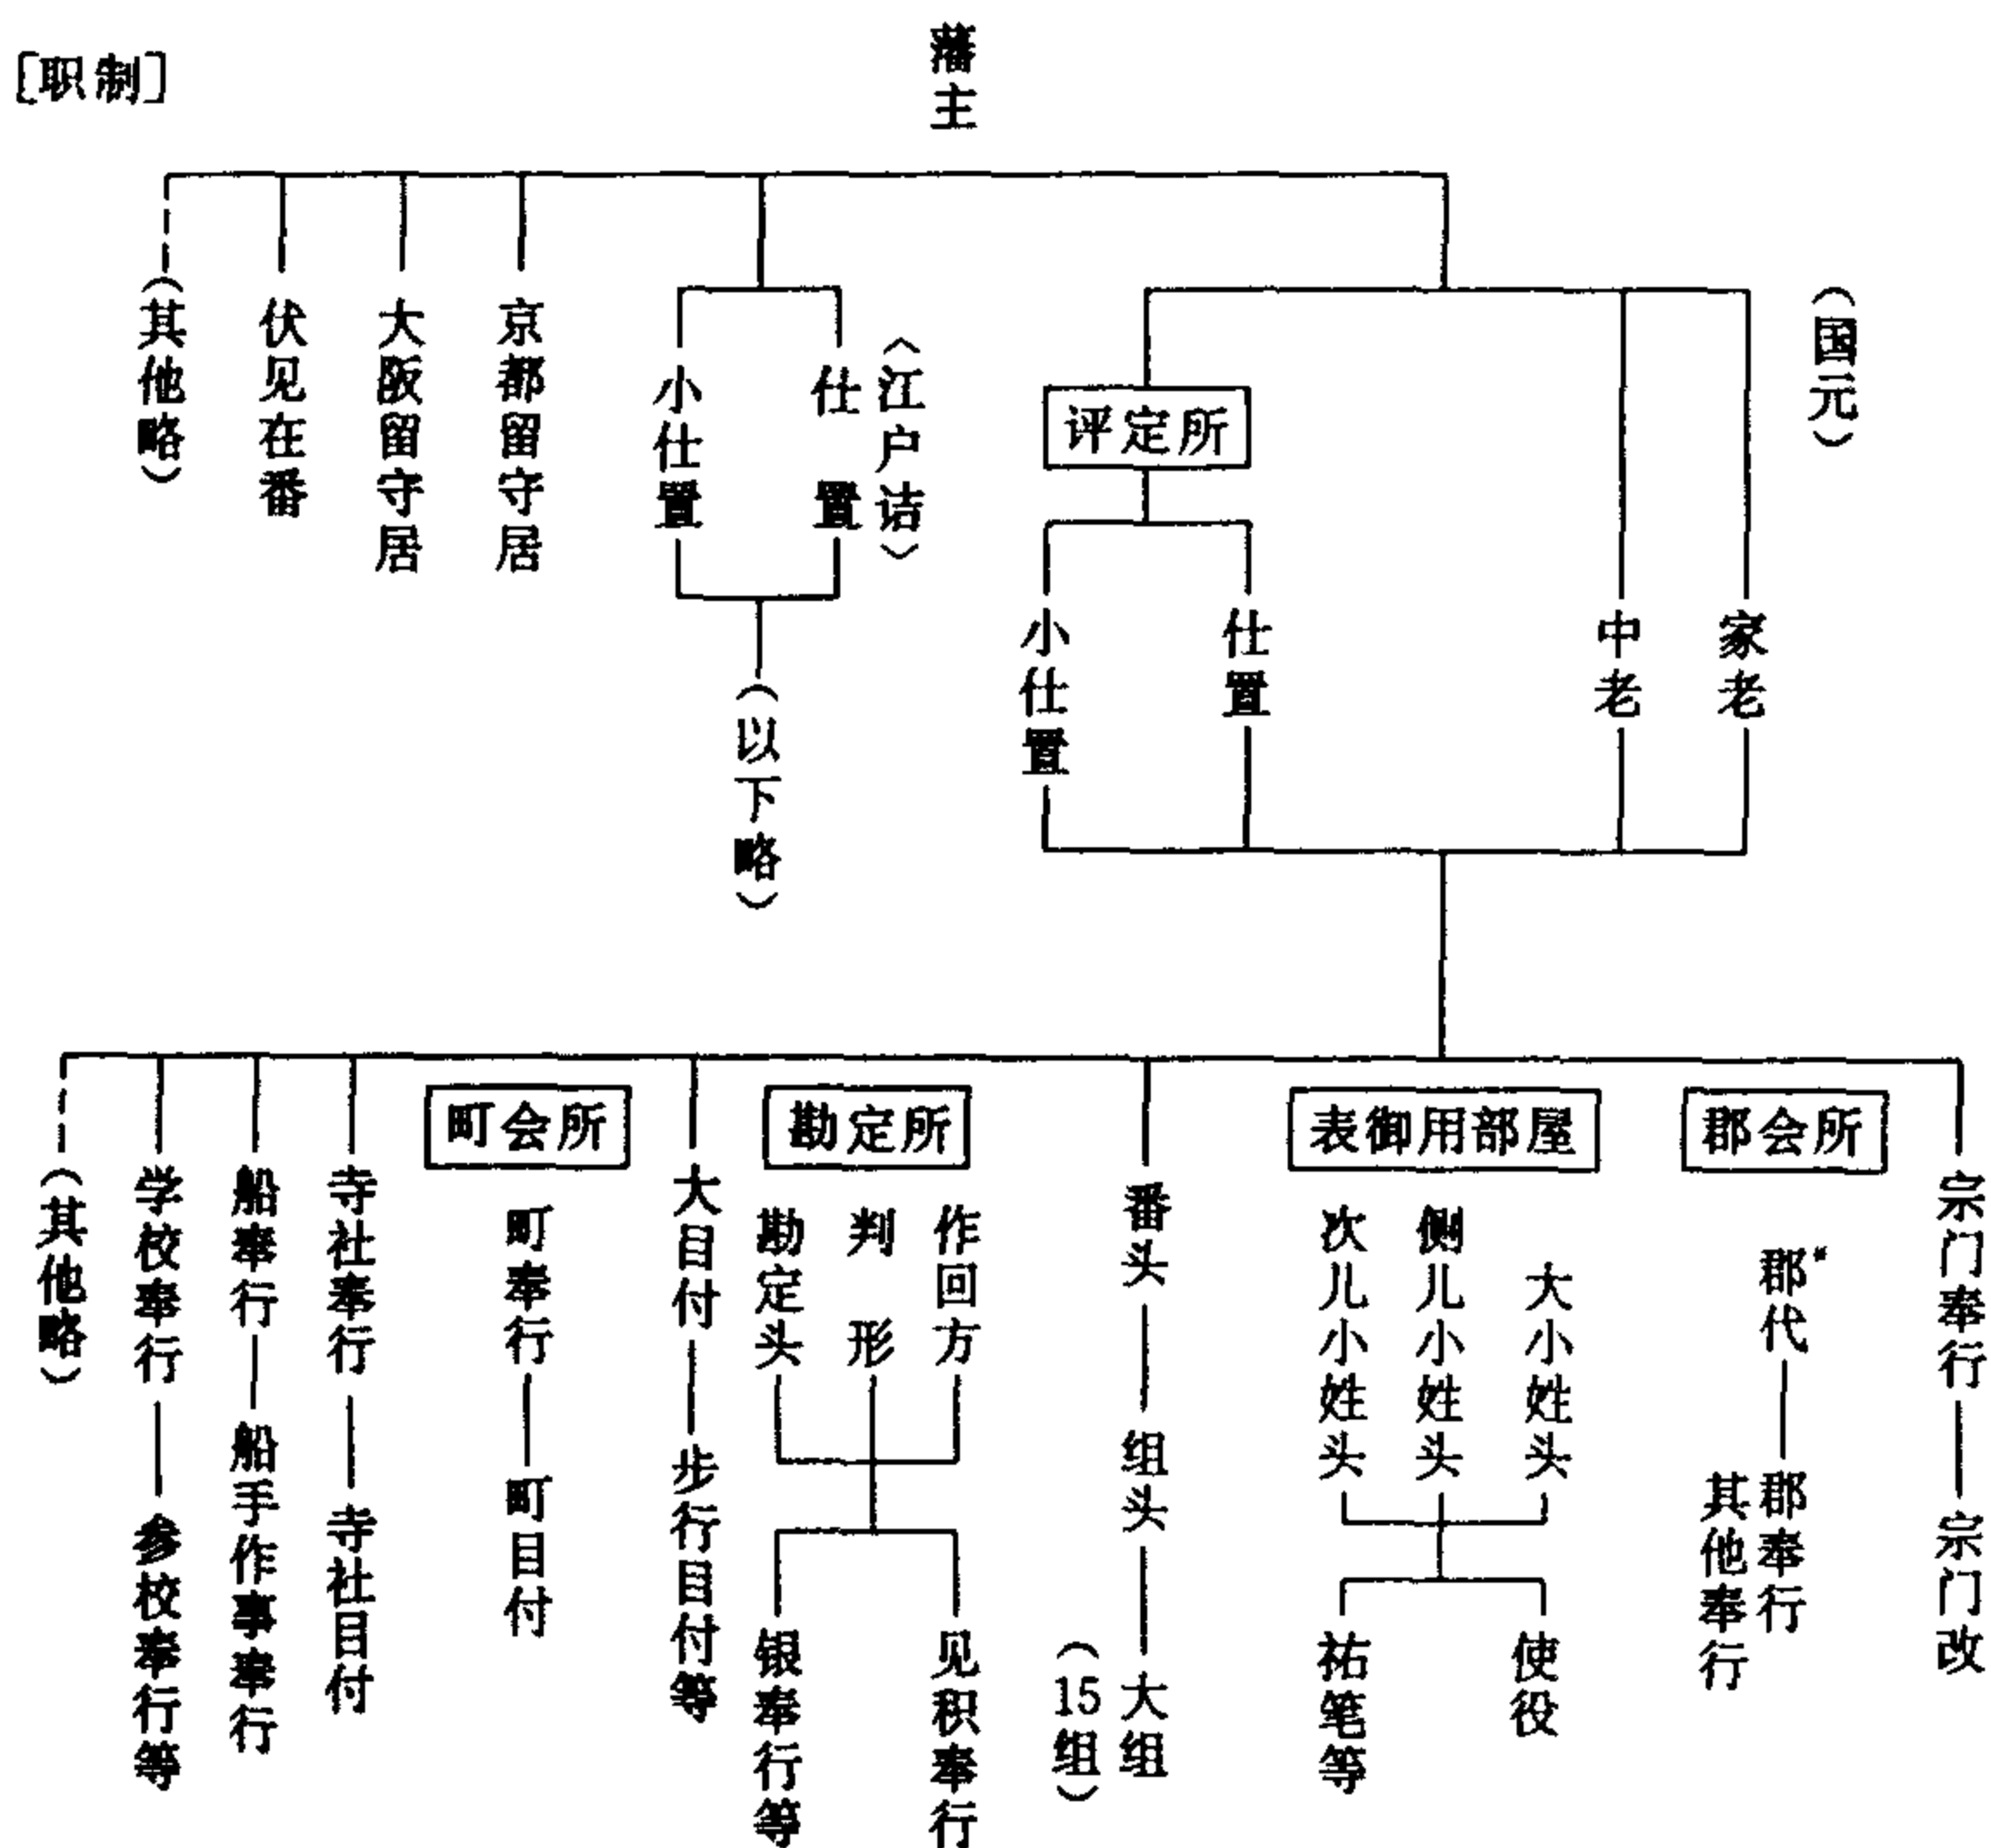 [职制]
藩主
(国元)
家老
中老
评定所
仕置
小仕置
〈江户诘〉
仕置
小仕置
(以下略)
京都留守居
大阪留守居
伏见在番
(其他略)
宗门奉行
宗门改
郡会所
郡代*
郡奉行
其他奉行
表御用部屋
大小姓头
侧儿小姓头
次儿小姓头
使役
祐笔等
番头
组头
大组
(15组)
勘定所
作回方
判形
勘定头
见积奉行
银奉行等
大目付
步行目付等
町会所
町奉行
町目付
寺社奉行
寺社目付
船奉行
船手作事奉行
学校奉行
参校奉行等
(其他略)